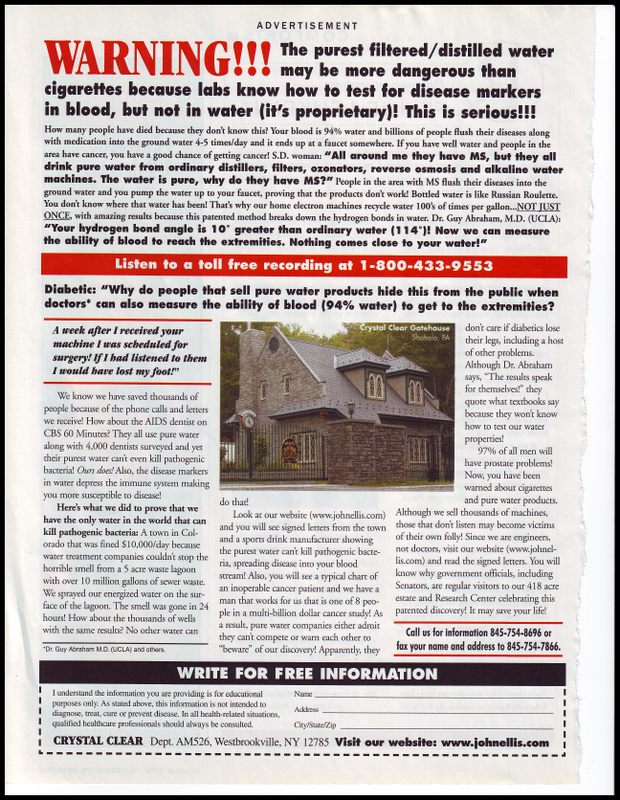 ADVERTISEMENT
WARNING!!! The purest filtered/distilled water
may be more dangerous than
cigarettes because labs know how to test for disease markers
in blood, but not in water (it's proprietary)! This is serious!!!
How many people have died because they don't know this! Your blood is 94% water and billions of people flush their diseases along
with medication into the ground water 4-5 times/day and it ends up at a faucet somewhere. If you have well water and people in the
area have cancer, you have a good chance of getting cancer! S.D. woman: "All around me they have MS, but they all
drink pure water from ordinary distillers, filters, ozonators, reverse osmosis and alkaline water
machines. The water is pure, why do they have MS?" People in the area with MS flush their diseases into the
ground water and you pump the water up to your faucet, proving that the products don't work! Bottled water is like Russian Roulette.
You don't know where that water has been! That's why our home electron machines recycle water 100's of times per gallon...NOT JUST
ONCE, with amazing results because this patented method breaks down the hydrogen bonds in water. Dr. Guy Abraham, M.D. (UCLA):
"Your hydrogen bond angle is 10° greater than ordinary water (114°)! Now we can measure
the ability of blood to reach the extremities. Nothing comes close to your water!"
Listen to a toll free recording at 1-800-433-9553
Diabetic: "Why do people that sell pure water products hide this from the public when
doctors* can also measure the ability of blood (94% water) to get to the extremities?
A week after I received your
machine I was scheduled for
surgery! If I had listened to them
I would have lost my foot!"
We know we have saved thousands of
people because of the phone calls and letters
we receive! How about the AIDS dentist on
CBS 60 Minutes? They all use pure water
along with 4,000 dentists surveyed and yet
their purest water can't even kill pathogenic
bacteria! Ours does! Also, the disease markers
in water depress the immune system making
you more susceptible to disease!
Here's what we did to prove that we
have the only water in the world that can
kill pathogenic bacteria: A town in Col-
orado that was fined $10,000/day because
water treatment companies couldn't stop the
horrible smell from a 5 acre waste lagoon
with over 10 million gallons of sewer waste.
We sprayed our energized water on the sur-
face of the lagoon. The smell was gone in 24
hours! How about the thousands of wells
with the same results? No other water can
*Dr. Guy Abraham M.D. (UCLA) and others.
Crystal Clear Gatehouse
Shohola, PA
do that!
Look at our website (www.johnellis.com)
and you will see signed letters from the town
and a sports drink manufacturer showing
the purest water can't kill pathogenic bacte-
ria, spreading disease into your blood
stream! Also, you will see a typical chart of
an inoperable cancer patient and we have a
man that works for us that is one of 8 peo-
ple in a multi-billion dollar cancer study! As
a result, pure water companies either admit
they can't compete or warn each other to
"beware" of our discovery! Apparently, they
don't care if diabetics lose
their legs, including a host
of other problems.
Although Dr. Abraham
says, "The results speak
for themselves!" they
quote what textbooks say
because they won't know
how to test our water
properties!
97% of all men will
have prostate problems!
Now, you have been
warned about cigarettes
and pure water products.
Although we sell thousands of machines,
those that don't listen may become victims
of their own folly! Since we are engineers,
not doctors, visit our website (www.johnel-
lis.com) and read the signed letters. You will
know why government officials, including
Senators, are regular visitors to our 418 acre
estate and Research Center celebrating this
patented discovery! It may save your life!
Call us for information 845-754-8696 or
fax your name and address to 845-754-7866.
WRITE FOR FREE INFORMATION
I understand the information you are providing is for educational
purposes only. As stated above, this information is not intended to
diagnose, treat, cure or prevent disease. In all health-related situations,
qualified healthcare professionals should always be consulted.
Name
Address
City/State/Zip
CRYSTAL CLEAR Dept. AM526, Westbrookville, NY 12785 Visit our website: www.johnellis.com